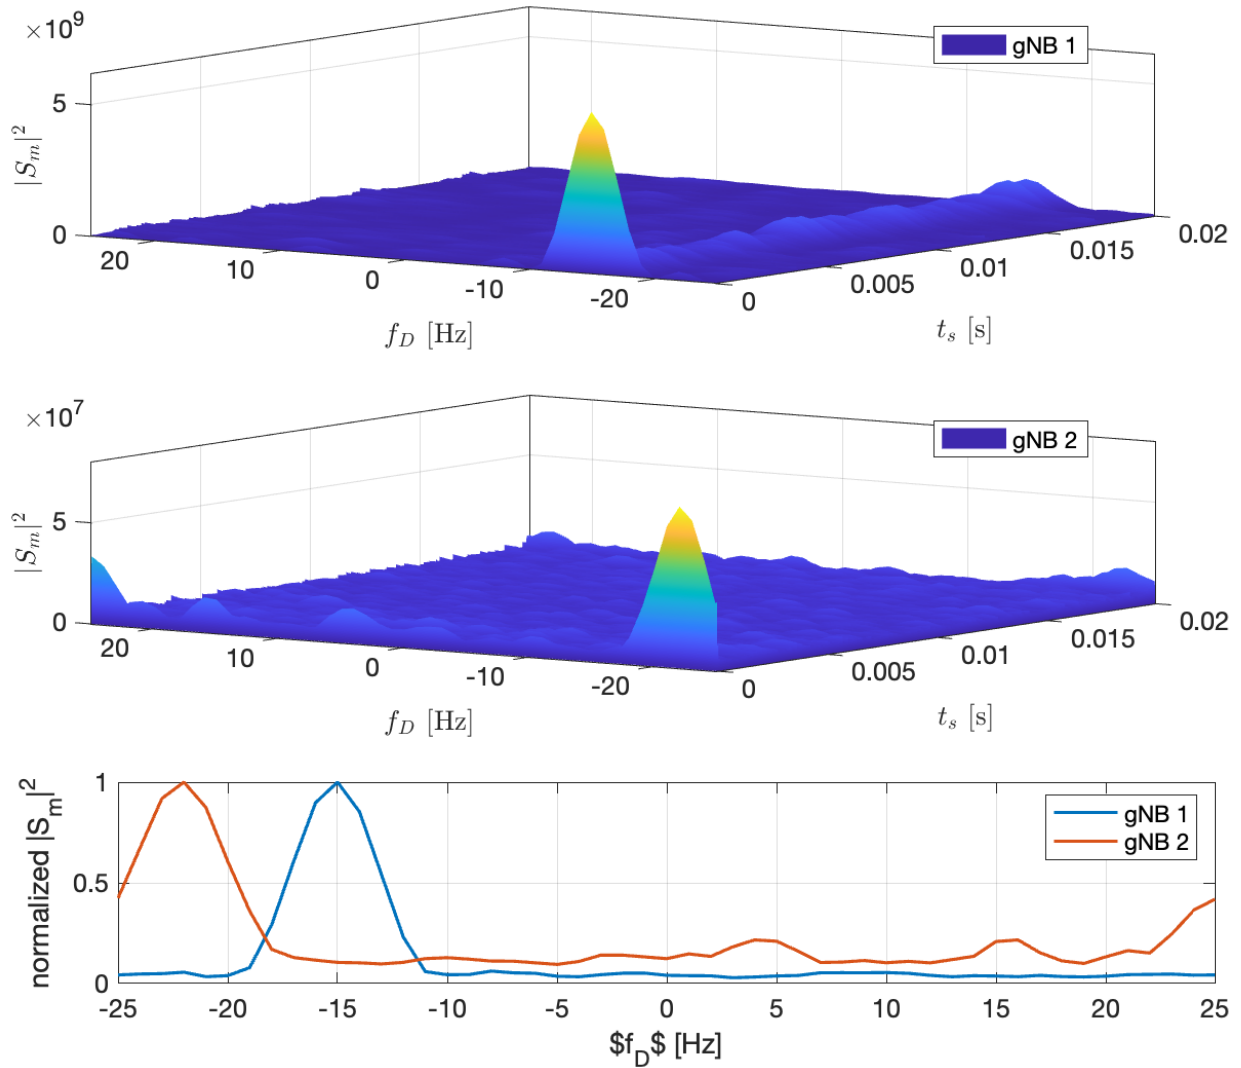 ×10^9
gNB 1
5
0
|S_m|^2
20
10
0
-10
-20
0
0.005
0.01
0.015
0.02
f_D [Hz]
t_s [s]
×10^7
gNB 2
5
0
|S_m|^2
20
10
0
-10
-20
0
0.005
0.01
0.015
0.02
f_D [Hz]
t_s [s]
normalized |S_m|^2
1
0.5
0
gNB 1
gNB 2
-25 -20 -15 -10 -5 0 5 10 15 20 25
$f_D$ [Hz]